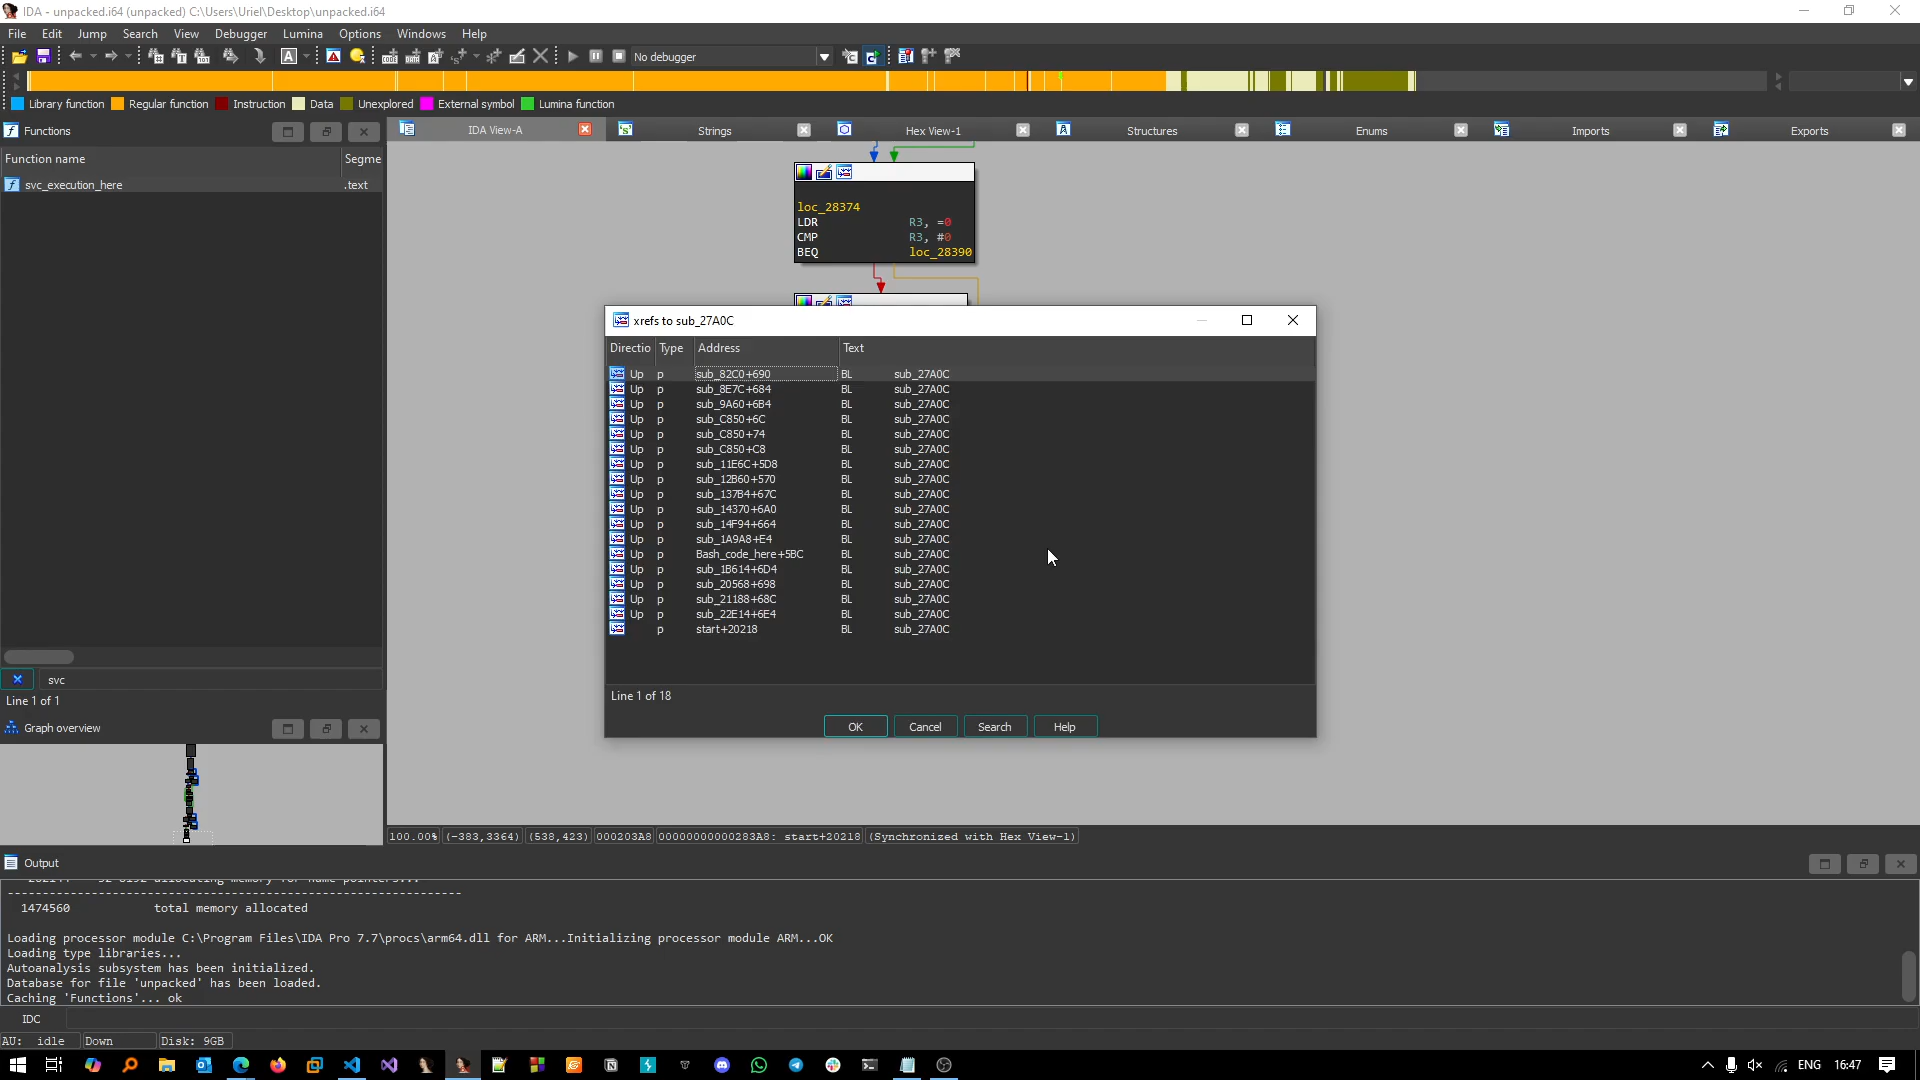 IDA - unpacked.i64 (unpacked) C:\Users\Uriel\Desktop\unpacked.i64
File Edit Jump Search View Debugger Lumina Options Windows Help
No debugger
Library function Regular function Instruction Data Unexplored External symbol Lumina function
Functions
IDA View-A Strings Hex View-1 Structures Enums Imports Exports
Function name Segme
svc_execution_here .text
loc_28374
LDR R3, =0
CMP R3, #0
BEQ loc_28390
xrefs to sub_27A0C
Directio Type Address Text
Up p sub_82C0+690 BL sub_27A0C
Up p sub_8E7C+684 BL sub_27A0C
Up p sub_9A60+6B4 BL sub_27A0C
Up p sub_C850+6C BL sub_27A0C
Up p sub_C850+74 BL sub_27A0C
Up p sub_C850+C8 BL sub_27A0C
Up p sub_11E6C+5D8 BL sub_27A0C
Up p sub_12B60+570 BL sub_27A0C
Up p sub_137B4+67C BL sub_27A0C
Up p sub_14370+6A0 BL sub_27A0C
Up p sub_14F94+664 BL sub_27A0C
Up p sub_1A9A8+E4 BL sub_27A0C
Up p Bash_code_here+5BC BL sub_27A0C
Up p sub_1B614+6D4 BL sub_27A0C
Up p sub_20568+698 BL sub_27A0C
Up p sub_21188+68C BL sub_27A0C
Up p sub_22E14+6E4 BL sub_27A0C
p start+20218 BL sub_27A0C
Line 1 of 18
OK Cancel Search Help
svc
Line 1 of 1
Graph overview
100.00% (-383,3364) (538,423) 000203A8 00000000000283A8: start+20218 (Synchronized with Hex View-1)
Output
1474560 total memory allocated
Loading processor module C:\Program Files\IDA Pro 7.7\procs\arm64.dll for ARM...Initializing processor module ARM...OK
Loading type libraries...
Autoanalysis subsystem has been initialized.
Database for file 'unpacked' has been loaded.
Caching 'Functions'... ok
IDC
AU: idle Down Disk: 9GB
ENG 16:47